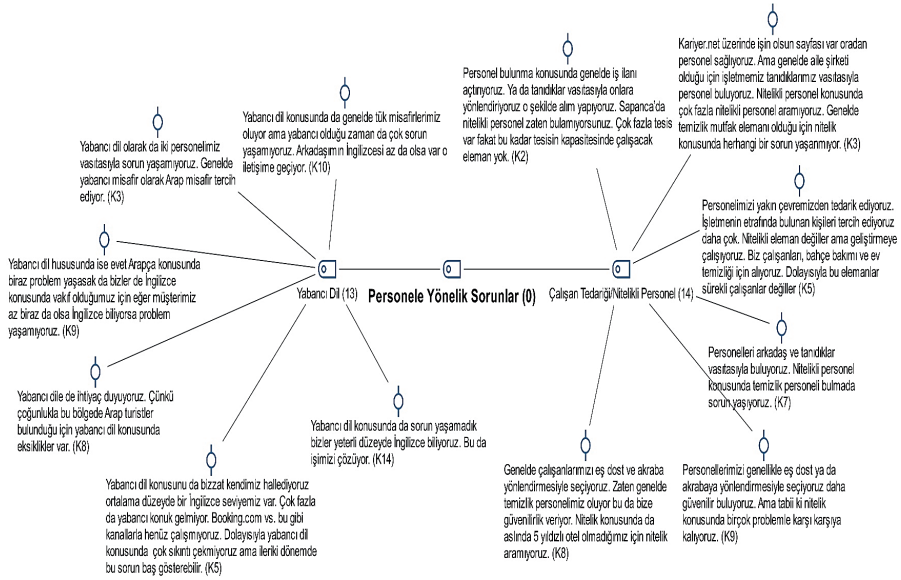 Yabancı dil olarak da iki personelimiz
vasıtasıyla sorun yaşamıyoruz. Genelde
yabancı misafir olarak Arap misafir tercih
ediyor. (K3)
Yabancı dil konusunda da genelde tük misafirlerimiz
oluyor ama yabancı olduğu zaman da çok sorun
yaşamıyoruz. Arkadaşımın İngilizcesi az da olsa var o
iletişime geçiyor. (K10)
Personel bulunma konusunda genelde iş ilanı
açtırıyoruz. Ya da tanıdıklar vasıtasıyla onlara
yönlendiriyoruz o şekilde alım yapıyoruz. Sapanca'da
nitelikli personel zaten bulamıyorsunuz. Çok fazla tesis
var fakat bu kadar tesisin kapasitesinde çalışacak
eleman yok. (K2)
Kariyer.net üzerinde işin olsun sayfası var oradan
personel sağlıyoruz. Ama genelde aile şirketi
olduğu için işletmemiz tanıdıklarımız vasıtasıyla
personel buluyoruz. Nitelikli personel konusunda
çok fazla nitelikli personel aramıyoruz. Genelde
temizlik mutfak elemanı olduğu için nitelik
konusunda herhangi bir sorun yaşanmıyor. (K3)
Personelimizi yakın çevremizden tedarik ediyoruz.
İşletmenin etrafında bulunan kişileri tercih ediyoruz
daha çok. Nitelikli eleman değiller ama geliştirmeye
çalışıyoruz. Biz çalışanları, bahçe bakımı ve ev
temizliği için alıyoruz. Dolayısıyla bu elemanlar
sürekli çalışanlar değiller (K5)
Yabancı dil hususunda ise evet Arapça konusunda
biraz problem yaşasak da bizler de İngilizce
konusunda vakıf olduğumuz için eğer müşterimiz
az biraz da olsa İngilizce biliyorsa problem
yaşamıyoruz. (K9)
Yabancı Dil (13)
Personele Yönelik Sorunlar (0)
Çalışan Tedariği/Nitelikli Personel (14)
Personelleri arkadaş ve tanıdıklar
vasıtasıyla buluyoruz. Nitelikli personel
konusunda temizlik personeli bulmada
sorun yaşıyoruz. (K7)
Yabancı dile de ihtiyaç duyuyoruz. Çünkü
çoğunlukla bu bölgede Arap turistler
bulunduğu için yabancı dil konusunda
eksiklikler var. (K8)
Yabancı dil konusunda da sorun yaşamadık
bizler yeterli düzeyde İngilizce biliyoruz. Bu da
işimizi çözüyor. (K14)
Yabancı dil konusunu da bizzat kendimiz hallediyoruz
ortalama düzeyde bir İngilizce seviyemiz var. Çok fazla
da yabancı konuk gelmiyor. Booking.com vs. bu gibi
kanallarla henüz çalışmıyoruz. Dolayısıyla yabancı dil
konusunda  çok sıkıntı çekmiyoruz ama ileriki dönemde
bu sorun baş gösterebilir. (K5)
Genelde çalışanlarımızı eş dost ve akraba
yönlendirmesiyle seçiyoruz. Zaten genelde
temizlik personelimiz oluyor bu da bize
güvenilirlik veriyor. Nitelik konusunda da
aslında 5 yıldızlı otel olmadığımız için nitelik
aramıyoruz. (K8)
Personellerimizi genellikle eş dost ya da
akrabaya yönlendirmesiyle seçiyoruz daha
güvenilir buluyoruz. Ama tabii iki nitelik
konusunda birçok problemle karşı karşıya
kalıyoruz. (K9)